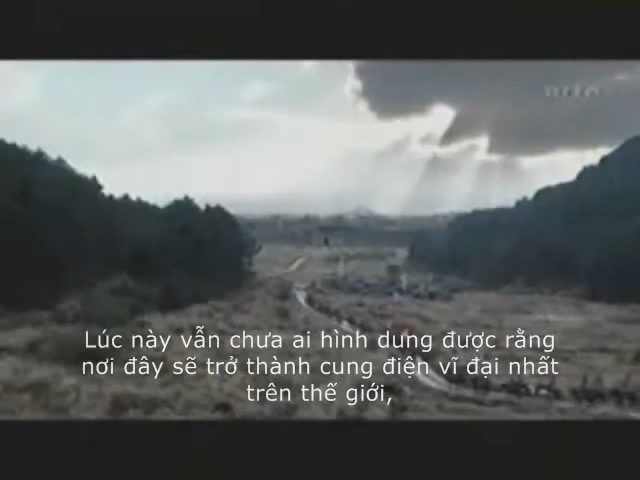 arte
Lúc này vẫn chưa ai hình dung được rằng
nơi đây sẽ trở thành cung điện vĩ đại nhất
trên thế giới,